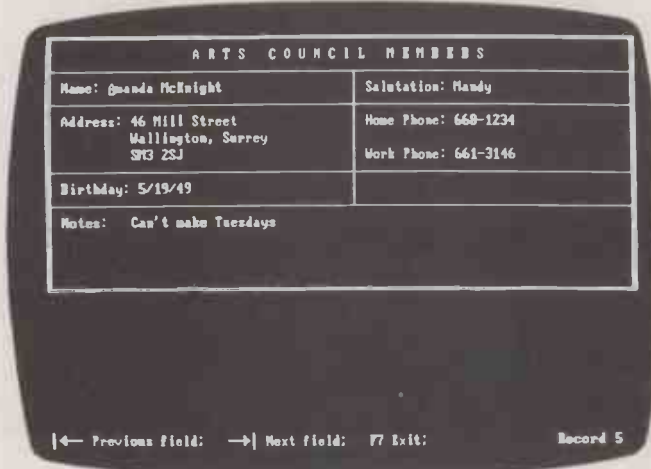 ARTS COUNCIL MEMBERS
Name: Amanda McKnight
Salutation: Mandy
Address: 46 Mill Street
Wallington, Surrey
SM3 2SJ
Home Phone: 668-1234
Work Phone: 661-3146
Birthday: 5/19/49
Notes: Can't make Tuesdays
|← Previous field; →| Next field; F7 Exit; Record 5